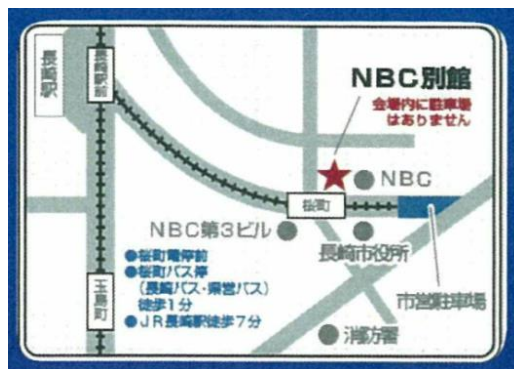 長崎駅
長崎駅前
NBC別館
会場内に駐車場
はありません
NBC
桜町
NBC第3ビル
長崎市役所
●桜町電停前
●桜町バス停
(長崎バス・県営バス)
徒歩1分
●JR長崎駅徒歩7分
五島町
市営駐車場
消防署